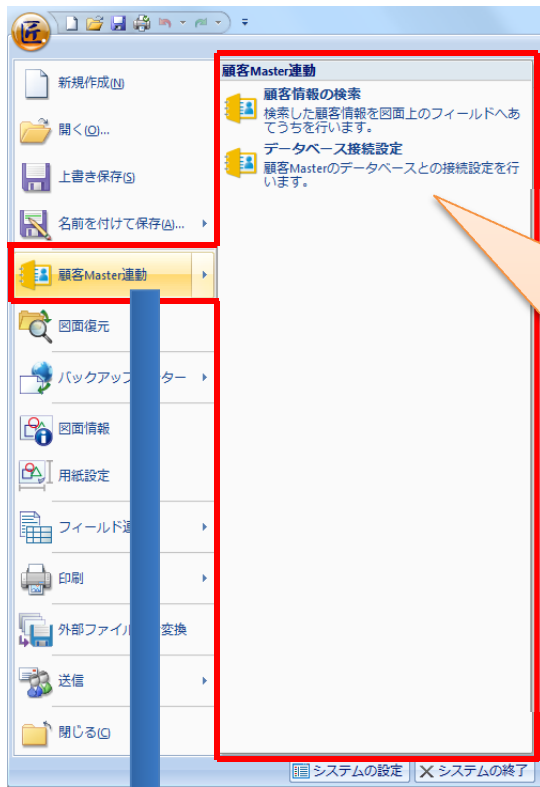 匠
新規作成(N)
開く(O)...
上書き保存(S)
名前を付けて保存(A)...
顧客Master連動
図面復元
バックアップ ター
図面情報
用紙設定
フィールド
印刷
外部ファイル 変換
送信
閉じる(C)
顧客Master連動
顧客情報の検索
検索した顧客情報を図面上のフィールドへあ
てうちを行います。
データベース接続設定
顧客Masterのデータベースとの接続設定を行
います。
システムの設定
システムの終了